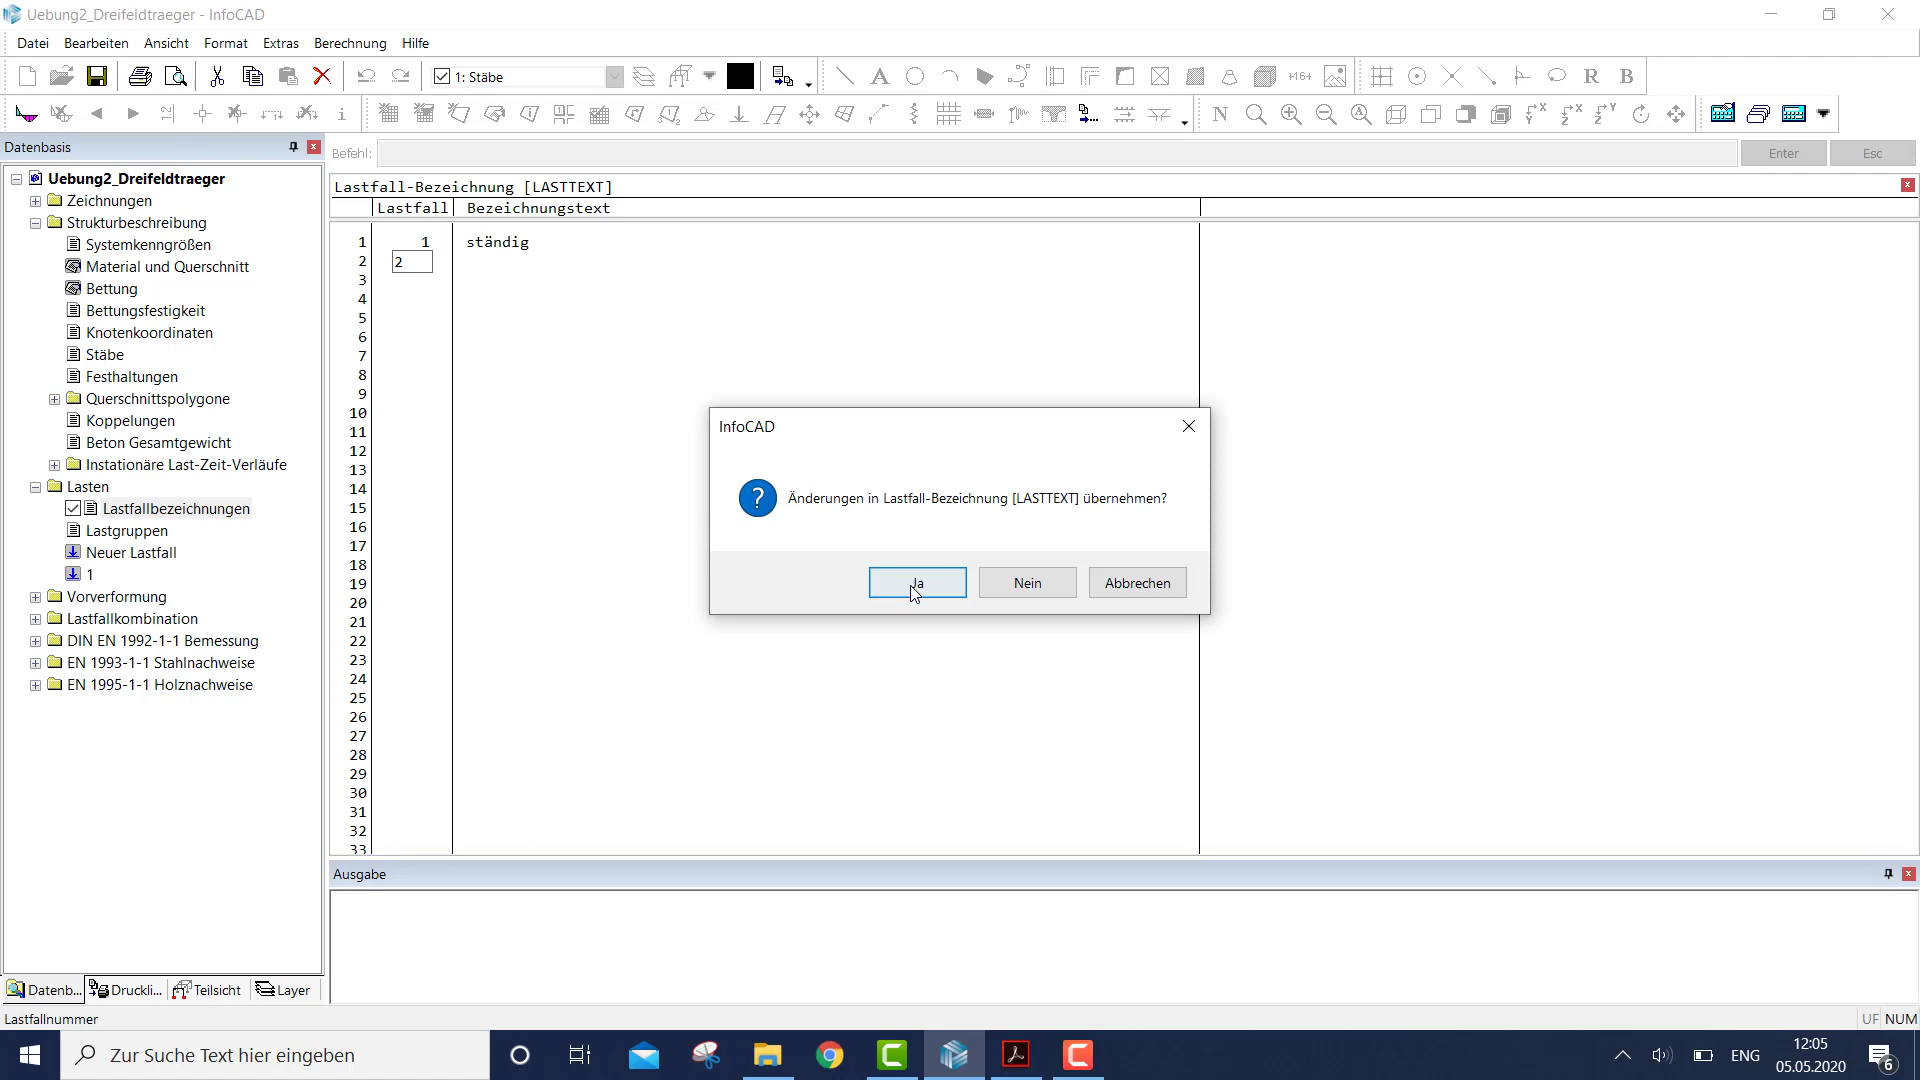 Uebung2_Dreifeldtraeger - InfoCAD
Datei Bearbeiten Ansicht Format Extras Berechnung Hilfe
1: Stäbe
+16+
R B
N
Datenbasis
Befehl:
Enter
Esc
Uebung2_Dreifeldtraeger
Zeichnungen
Strukturbeschreibung
Systemkenngrößen
Material und Querschnitt
Bettung
Bettungsfestigkeit
Knotenkoordinaten
Stäbe
Festhaltungen
Querschnittspolygone
Koppelungen
Beton Gesamtgewicht
Instationäre Last-Zeit-Verläufe
Lasten
Lastfallbezeichnungen
Lastgruppen
Neuer Lastfall
1
Vorverformung
Lastfallkombination
DIN EN 1992-1-1 Bemessung
EN 1993-1-1 Stahlnachweise
EN 1995-1-1 Holznachweise
Datenb... Druckli... Teilsicht Layer
Lastfall-Bezeichnung [LASTTEXT]
Lastfall Bezeichnungstext
1 1 ständig
2 2
3
4
5
6
7
8
9
10
11
12
13
14
15
16
17
18
19
20
21
22
23
24
25
26
27
28
29
30
31
32
33
InfoCAD
Änderungen in Lastfall-Bezeichnung [LASTTEXT] übernehmen?
Ja Nein Abbrechen
Ausgabe
Lastfallnummer
UF NUM
Zur Suche Text hier eingeben
ENG
12:05
05.05.2020
6